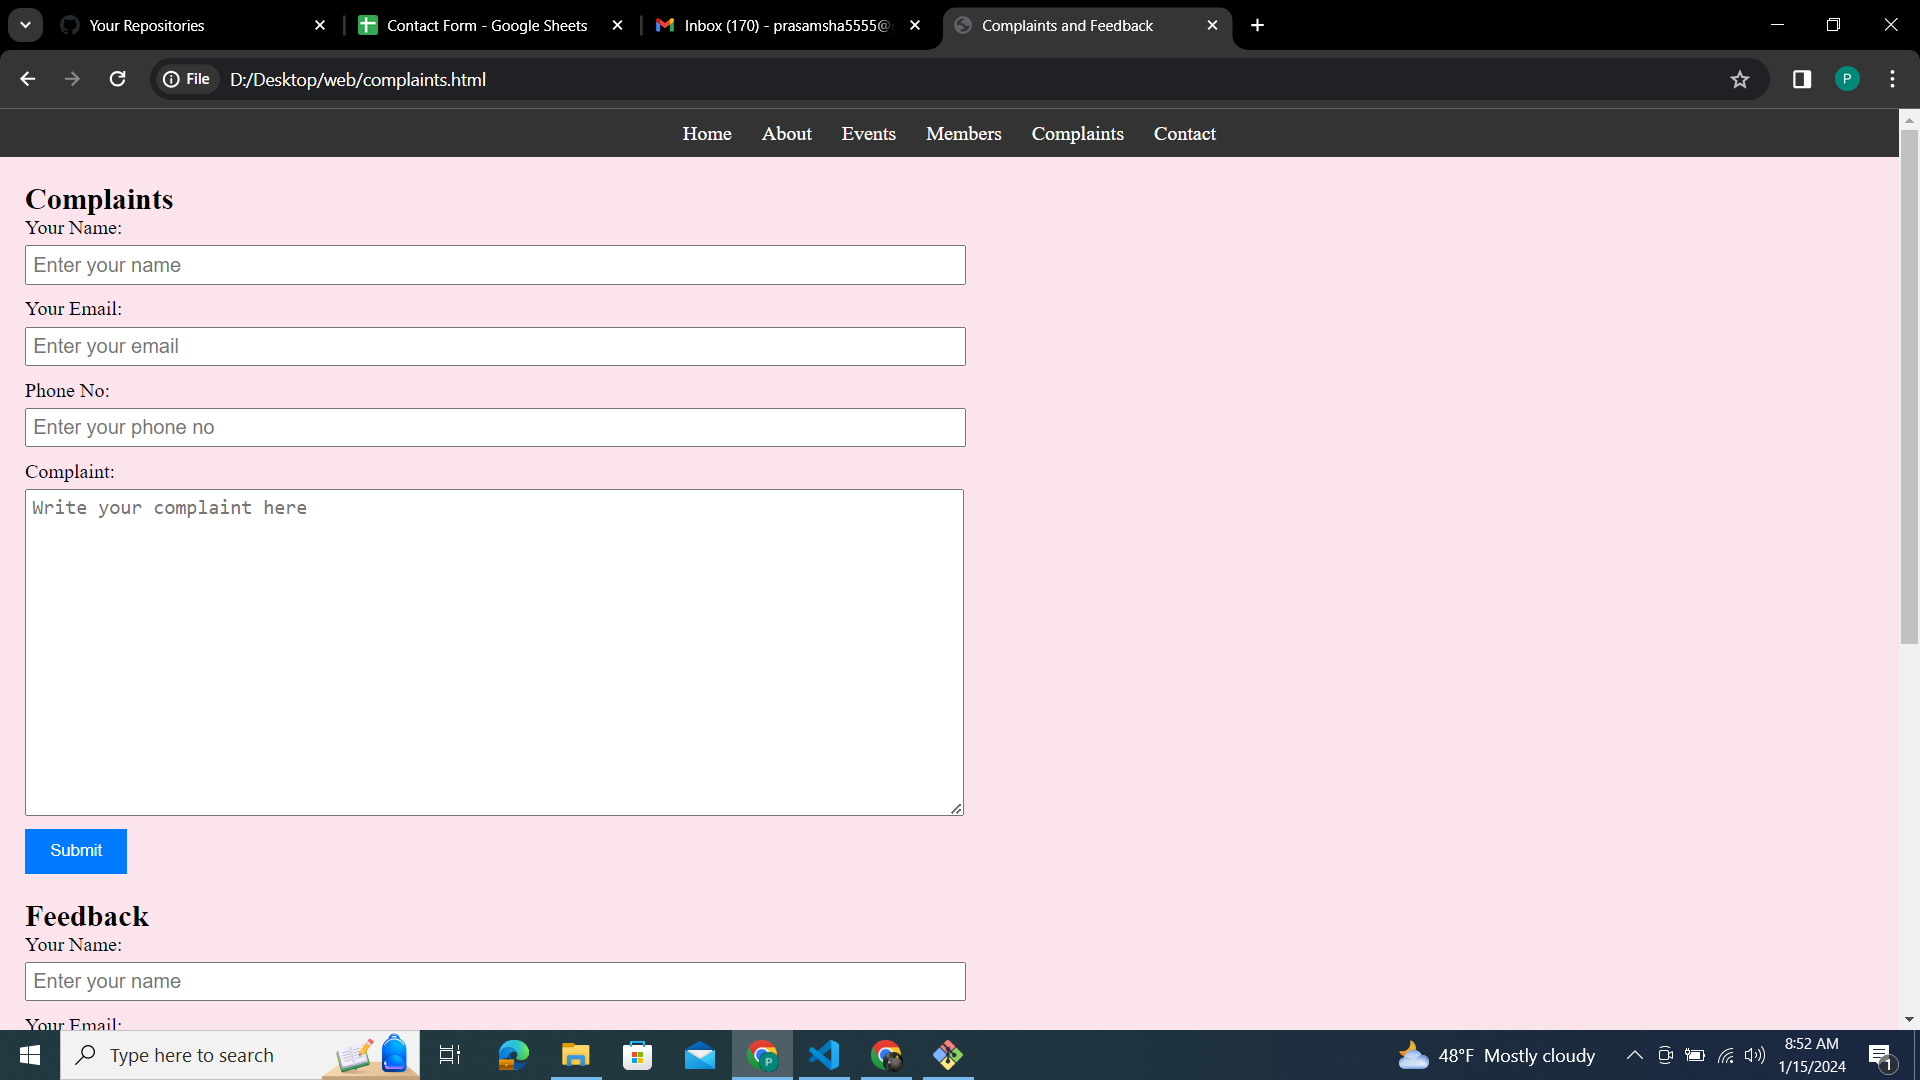 Your Repositories
Contact Form - Google Sheets
Inbox (170) - prasamsha5555@
Complaints and Feedback
File
D:/Desktop/web/complaints.html
P
Home
About
Events
Members
Complaints
Contact
Complaints
Your Name:
Enter your name
Your Email:
Enter your email
Phone No:
Enter your phone no
Complaint:
Write your complaint here
Submit
Feedback
Your Name:
Enter your name
Your Email:
Type here to search
P
48°F Mostly cloudy
8:52 AM
1/15/2024
1